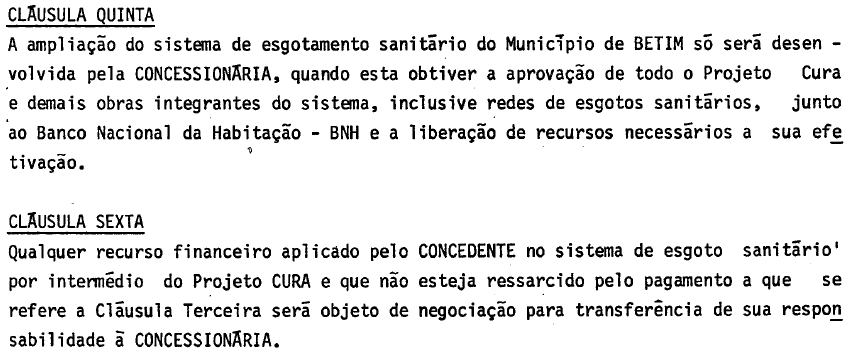 CLÁUSULA QUINTA
A ampliação do sistema de esgotamento sanitário do Município de BETIM só será desen -
volvida pela CONCESSIONÁRIA, quando esta obtiver a aprovação de todo o Projeto Cura
e demais obras integrantes do sistema, inclusive redes de esgotos sanitários, junto
ao Banco Nacional da Habitação - BNH e a liberação de recursos necessários a sua efe
tivação.
CLÁUSULA SEXTA
Qualquer recurso financeiro aplicado pelo CONCEDENTE no sistema de esgoto sanitário'
por intermédio do Projeto CURA e que não esteja ressarcido pelo pagamento a que se
refere a Cláusula Terceira será objeto de negociação para transferência de sua respon
sabilidade à CONCESSIONÁRIA.